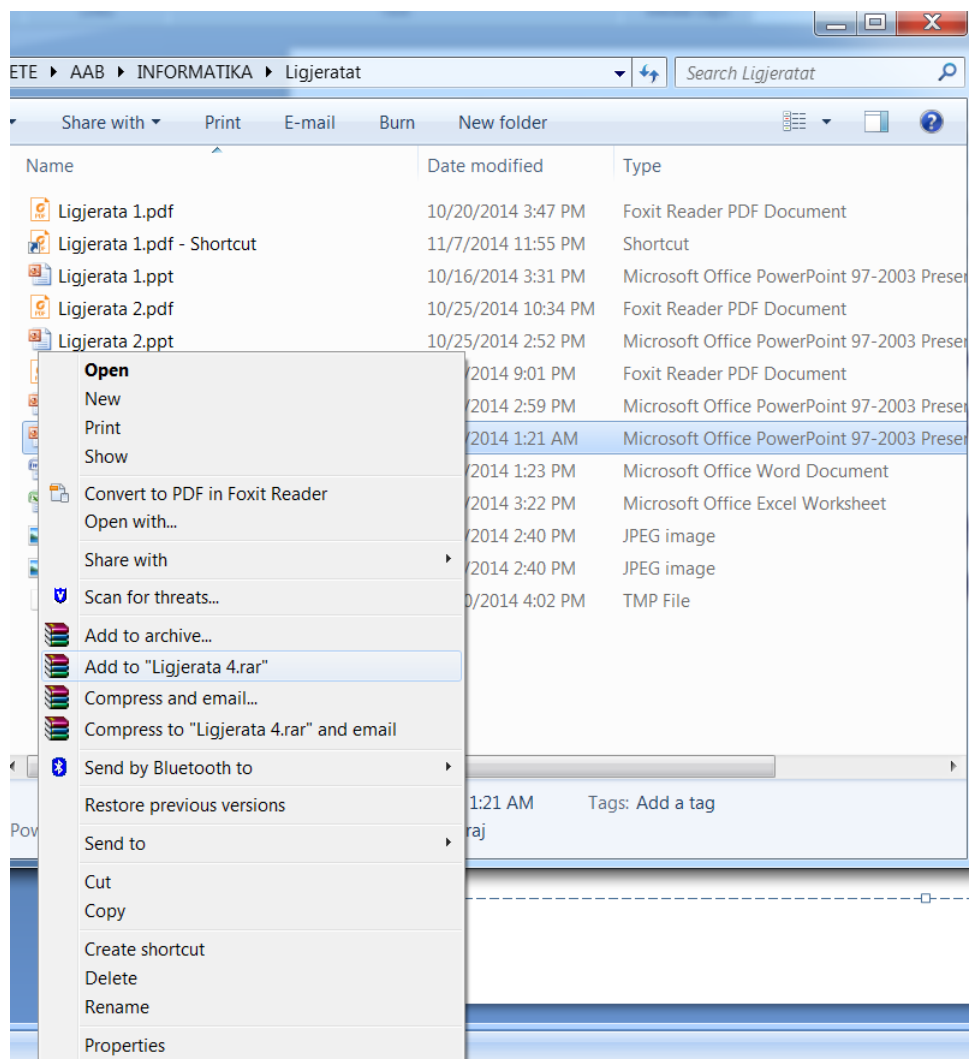 ETE ▸ AAB ▸ INFORMATIKA ▸ Ligjeratat Search Ligjeratat
Share with Print E-mail Burn New folder
Name Date modified Type
Ligjerata 1.pdf 10/20/2014 3:47 PM Foxit Reader PDF Document
Ligjerata 1.pdf - Shortcut 11/7/2014 11:55 PM Shortcut
Ligjerata 1.ppt 10/16/2014 3:31 PM Microsoft Office PowerPoint 97-2003 Preser
Ligjerata 2.pdf 10/25/2014 10:34 PM Foxit Reader PDF Document
Ligjerata 2.ppt 10/25/2014 2:52 PM Microsoft Office PowerPoint 97-2003 Preser
/2014 9:01 PM Foxit Reader PDF Document
/2014 2:59 PM Microsoft Office PowerPoint 97-2003 Preser
/2014 1:21 AM Microsoft Office PowerPoint 97-2003 Preser
/2014 1:23 PM Microsoft Office Word Document
/2014 3:22 PM Microsoft Office Excel Worksheet
/2014 2:40 PM JPEG image
/2014 2:40 PM JPEG image
0/2014 4:02 PM TMP File
Open
New
Print
Show
Convert to PDF in Foxit Reader
Open with...
Share with
Scan for threats...
Add to archive...
Add to "Ligjerata 4.rar"
Compress and email...
Compress to "Ligjerata 4.rar" and email
Send by Bluetooth to
Restore previous versions
Send to
Cut
Copy
Create shortcut
Delete
Rename
Properties
1:21 AM Tags: Add a tag
Pow raj